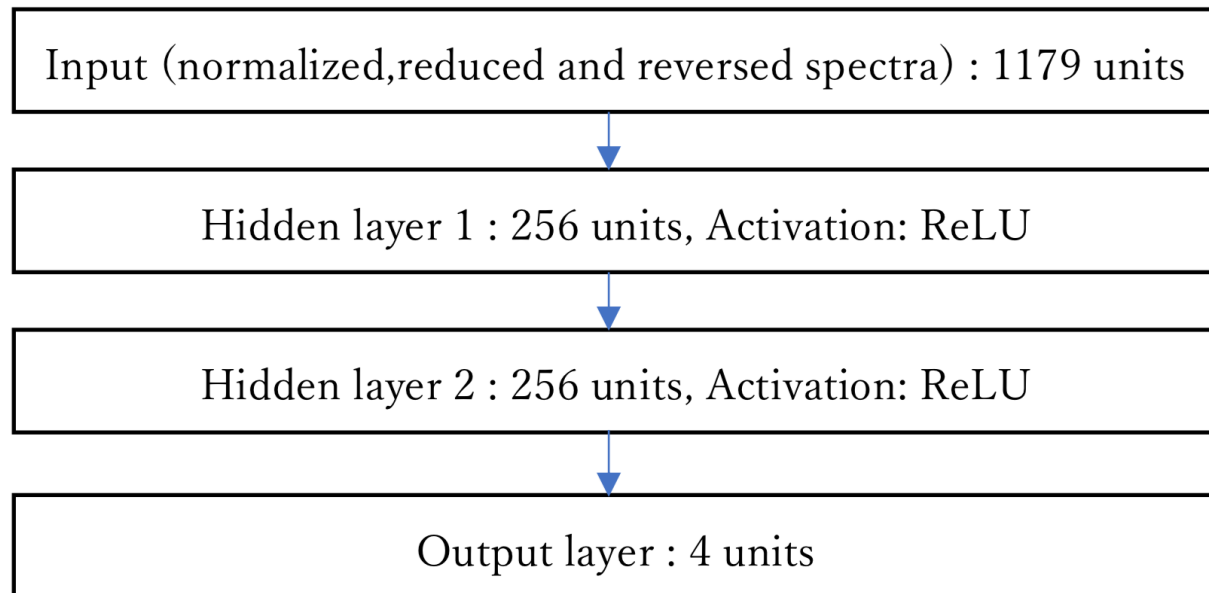 Input (normalized,reduced and reversed spectra) : 1179 units
Hidden layer 1 : 256 units, Activation: ReLU
Hidden layer 2 : 256 units, Activation: ReLU
Output layer : 4 units